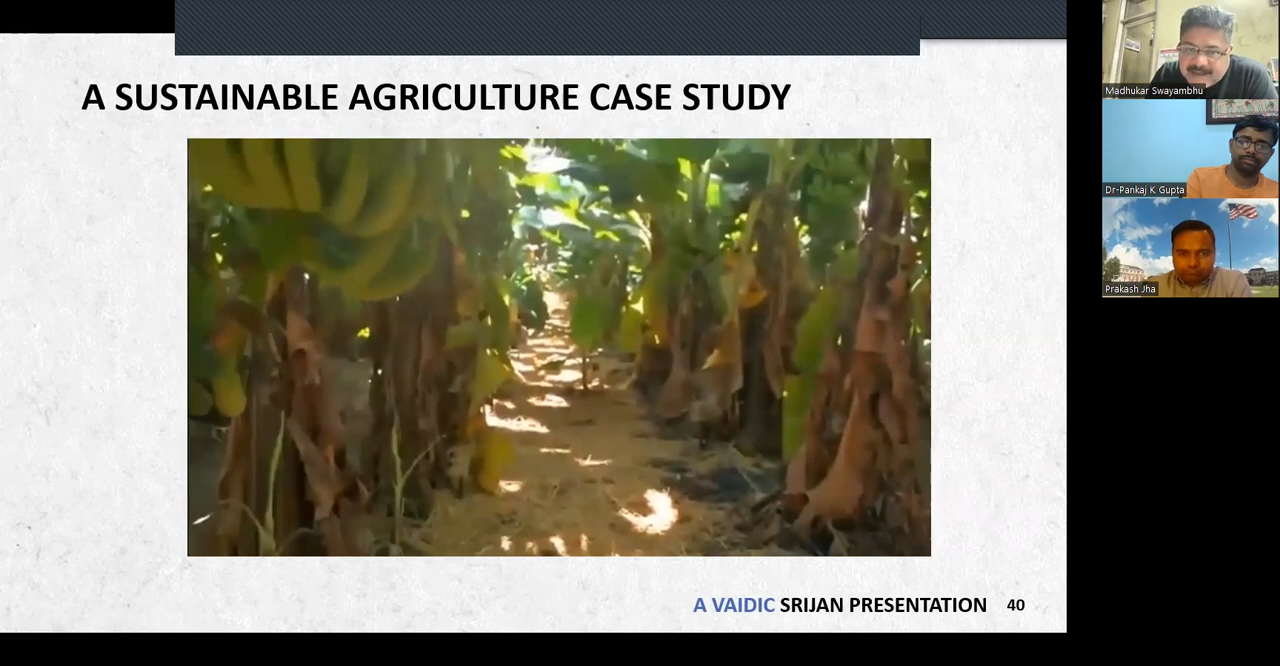 A SUSTAINABLE AGRICULTURE CASE STUDY
A VAIDIC SRIJAN PRESENTATION 40
Madhukar Swayambhu
Dr-Pankaj K Gupta
Prakash Jha